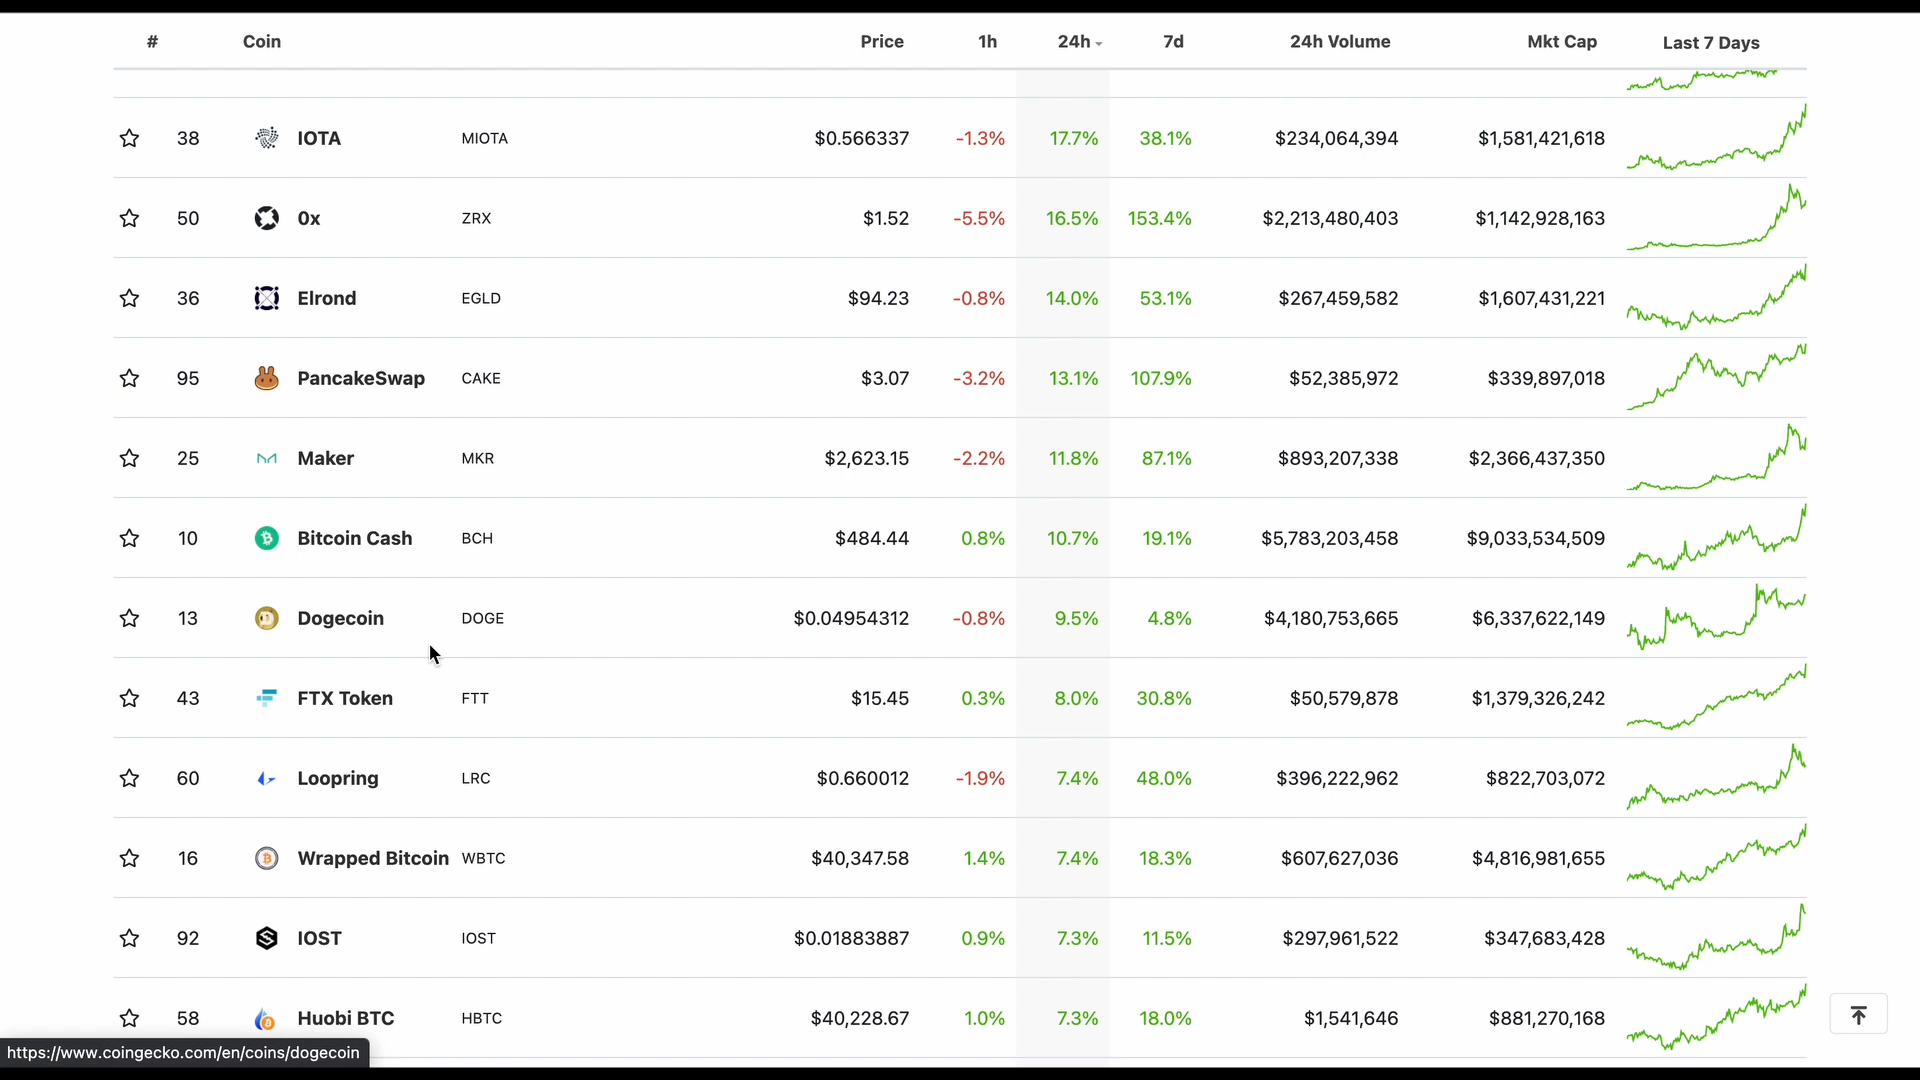 # Coin Price 1h 24h 7d 24h Volume Mkt Cap Last 7 Days
38 IOTA MIOTA $0.566337 -1.3% 17.7% 38.1% $234,064,394 $1,581,421,618
50 0x ZRX $1.52 -5.5% 16.5% 153.4% $2,213,480,403 $1,142,928,163
36 Elrond EGLD $94.23 -0.8% 14.0% 53.1% $267,459,582 $1,607,431,221
95 PancakeSwap CAKE $3.07 -3.2% 13.1% 107.9% $52,385,972 $339,897,018
25 Maker MKR $2,623.15 -2.2% 11.8% 87.1% $893,207,338 $2,366,437,350
10 Bitcoin Cash BCH $484.44 0.8% 10.7% 19.1% $5,783,203,458 $9,033,534,509
13 Dogecoin DOGE $0.04954312 -0.8% 9.5% 4.8% $4,180,753,665 $6,337,622,149
43 FTX Token FTT $15.45 0.3% 8.0% 30.8% $50,579,878 $1,379,326,242
60 Loopring LRC $0.660012 -1.9% 7.4% 48.0% $396,222,962 $822,703,072
16 Wrapped Bitcoin WBTC $40,347.58 1.4% 7.4% 18.3% $607,627,036 $4,816,981,655
92 IOST IOST $0.01883887 0.9% 7.3% 11.5% $297,961,522 $347,683,428
58 Huobi BTC HBTC $40,228.67 1.0% 7.3% 18.0% $1,541,646 $881,270,168
https://www.coingecko.com/en/coins/dogecoin